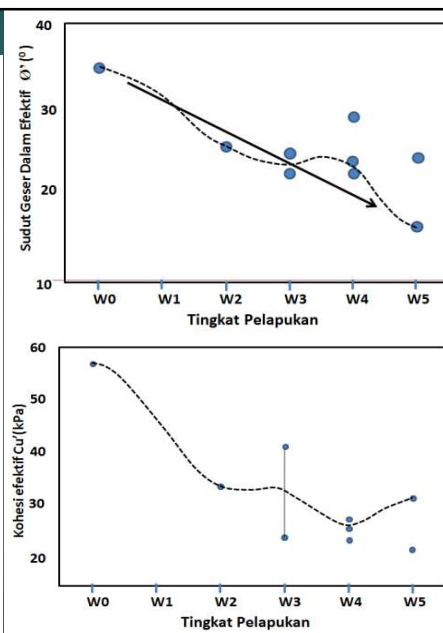 40
30
20
10
Sudut Geser Dalam Efektif Ø' (⁰)
W0 W1 W2 W3 W4 W5
Tingkat Pelapukan
60
50
40
30
20
Kohesi efektif Cu'(kPa)
W0 W1 W2 W3 W4 W5
Tingkat Pelapukan